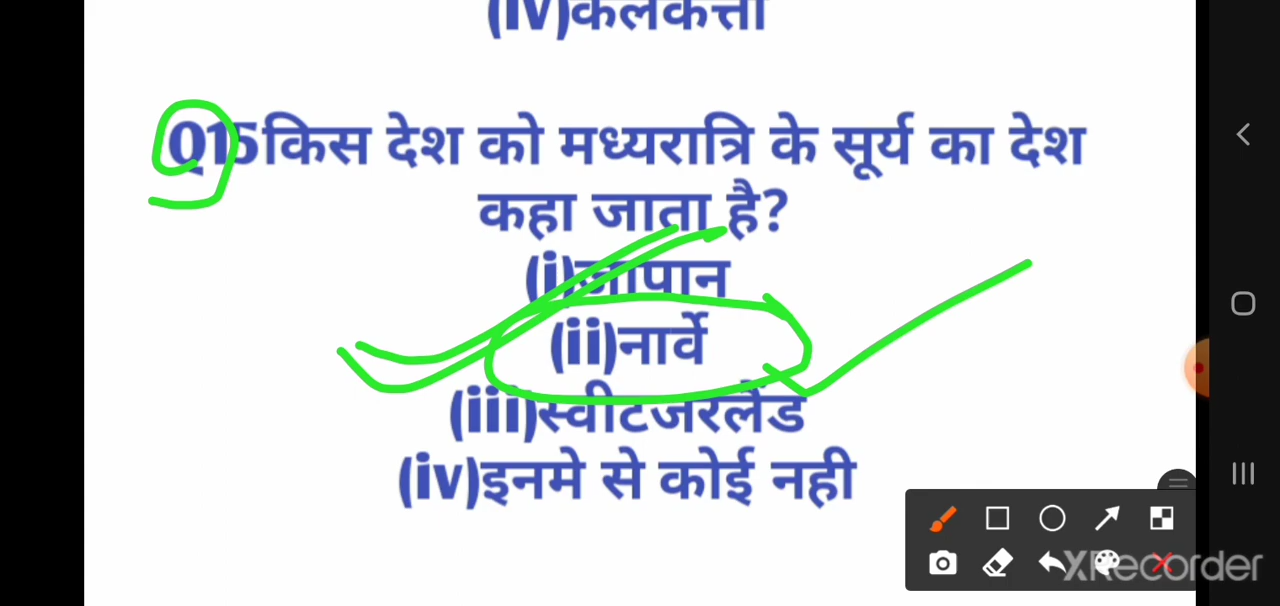 (iv)कलकत्ता
Q15किस देश को मध्यरात्रि के सूर्य का देश
कहा जाता है?
(i)जापान
(ii)नार्वे
(iii)स्वीटजरलैंड
(iv)इनमे से कोई नही
XRecorder